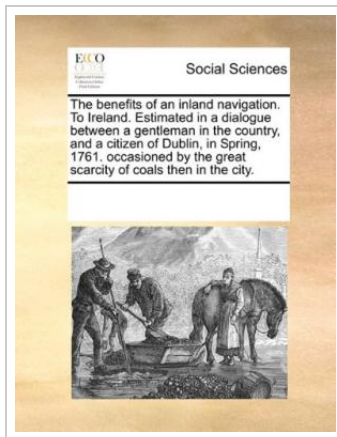 ECCO
Social Sciences
The benefits of an inland navigation.
To Ireland. Estimated in a dialogue
between a gentleman in the country,
and a citizen of Dublin, in Spring,
1761. occasioned by the great
scarcity of coals then in the city.